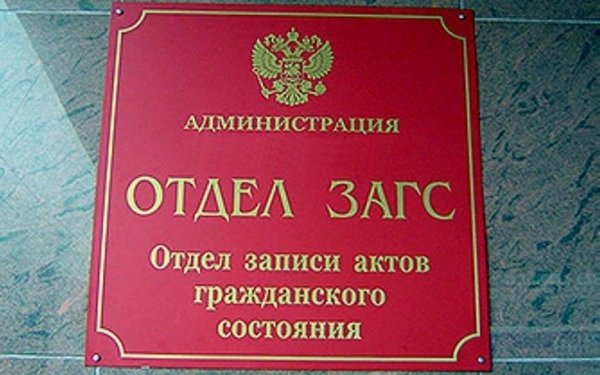 АДМИНИСТРАЦИЯ
ОТДЕЛ ЗАГС
Отдел записи актов
гражданского
состояния